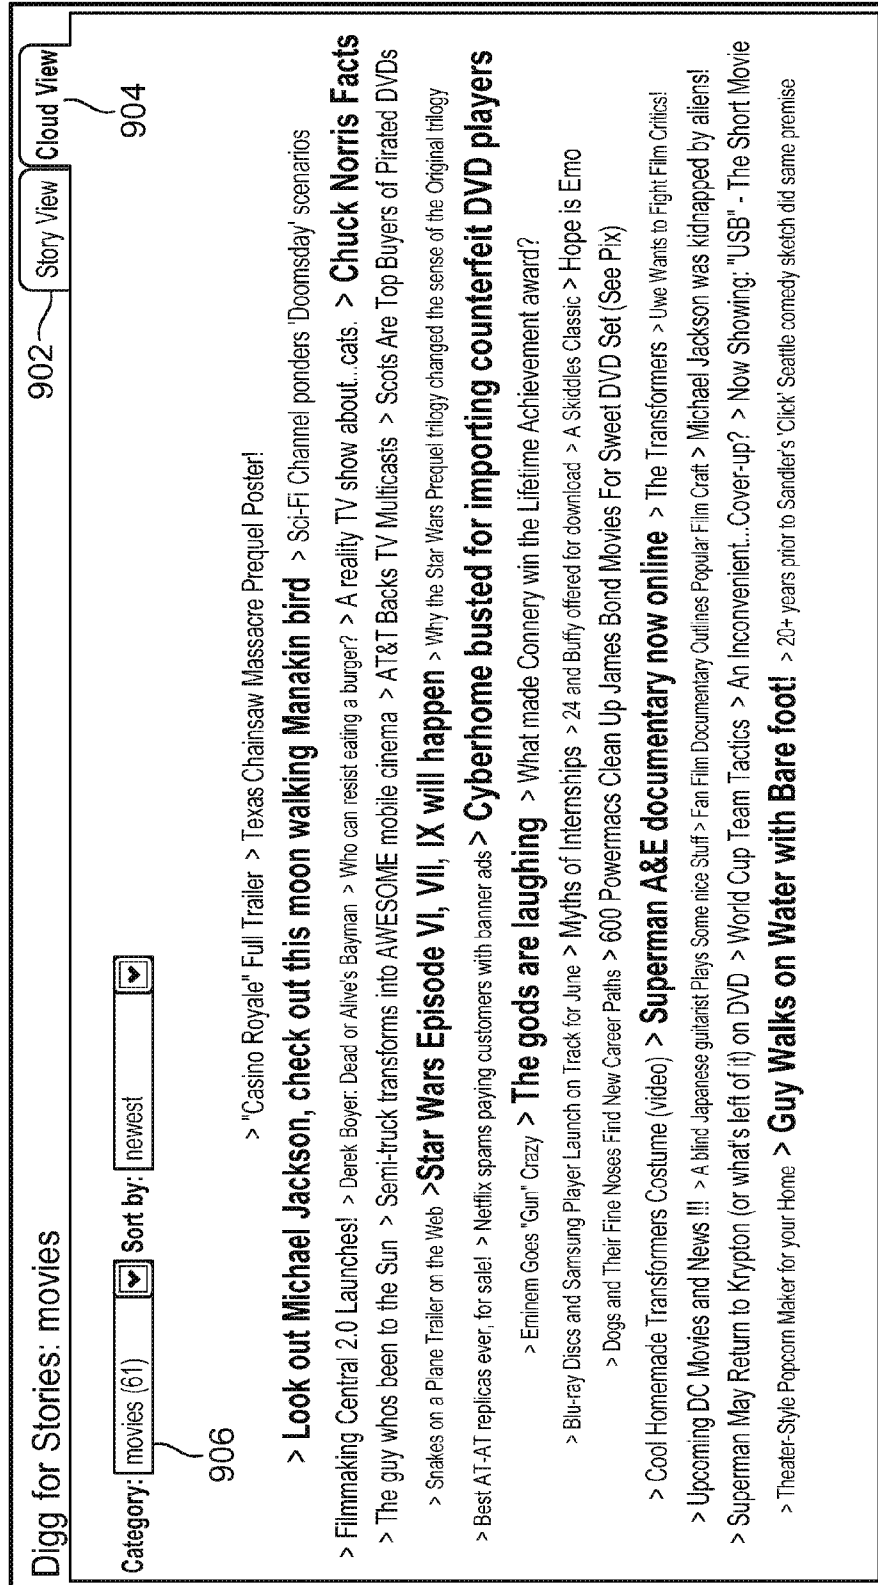 Digg for Stories: movies
902
Story View
Cloud View
904
Category: movies (61) Sort by: newest
906
> "Casino Royale" Full Trailer > Texas Chainsaw Massacre Prequel Poster!
> Look out Michael Jackson, check out this moon walking Manakin bird > Sci-Fi Channel ponders 'Doomsday' scenarios
> Filmmaking Central 2.0 Launches! > Derek Boyer: Dead or Alive's Bayman > Who can resist eating a burger? > A reality TV show about...cats. > Chuck Norris Facts
> The guy whos been to the Sun > Semi-truck transforms into AWESOME mobile cinema > AT&T Backs TV Multicasts > Scots Are Top Buyers of Pirated DVDs
> Snakes on a Plane Trailer on the Web >Star Wars Episode VI, VII, IX will happen > Why the Star Wars Prequel trilogy changed the sense of the Original trilogy
> Best AT-AT replicas ever, for sale! > Netflix spams paying customers with banner ads > Cyberhome busted for importing counterfeit DVD players
> Eminem Goes "Gun" Crazy > The gods are laughing > What made Connery win the Lifetime Achievement award?
> Blu-ray Discs and Samsung Player Launch on Track for June > Myths of Internships > 24 and Buffy offered for download > A Skiddles Classic > Hope is Emo
> Dogs and Their Fine Noses Find New Career Paths > 600 Powermacs Clean Up James Bond Movies For Sweet DVD Set (See Pix)
> Cool Homemade Transformers Costume (video) > Superman A&E documentary now online > The Transformers > Uwe Wants to Fight Film Critics!
> Upcoming DC Movies and News !!! > A blind Japanese guitarist Plays Some nice Stuff > Fan Film Documentary Outlines Popular Film Craft > Michael Jackson was kidnapped by aliens!
> Superman May Return to Krypton (or what's left of it) on DVD > World Cup Team Tactics > An Inconvenient...Cover-up? > Now Showing: "USB" - The Short Movie
> Theater-Style Popcorn Maker for your Home > Guy Walks on Water with Bare foot! > 20+ years prior to Sandler's 'Click' Seattle comedy sketch did same premise